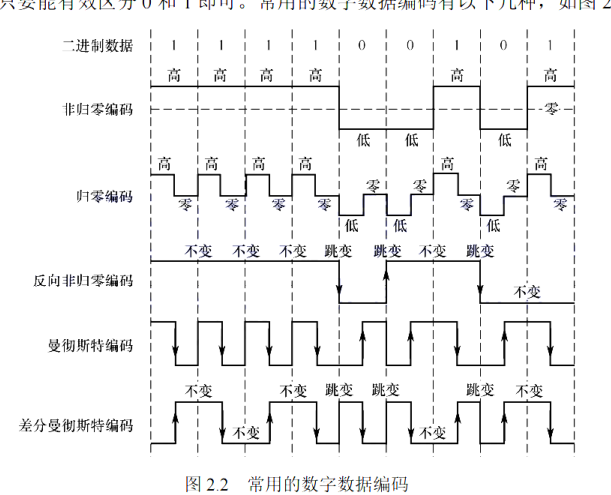 只要能有效区分 0 和 1 即可。常用的数字数据编码有以下几种，如图 2
二进制数据 1 1 1 1 0 0 1 0 1
高 高 高 高 高 高
非归零编码 零
低 低 低
高 高 高 高 高 高
归零编码 零 零 零 零 零 零 零 零 零
低 低 低
不变 不变 不变 跳变 跳变 不变 跳变
反向非归零编码 不变
曼彻斯特编码
不变 不变 跳变 跳变 跳变 不变
差分曼彻斯特编码 不变 不变
图 2.2 常用的数字数据编码